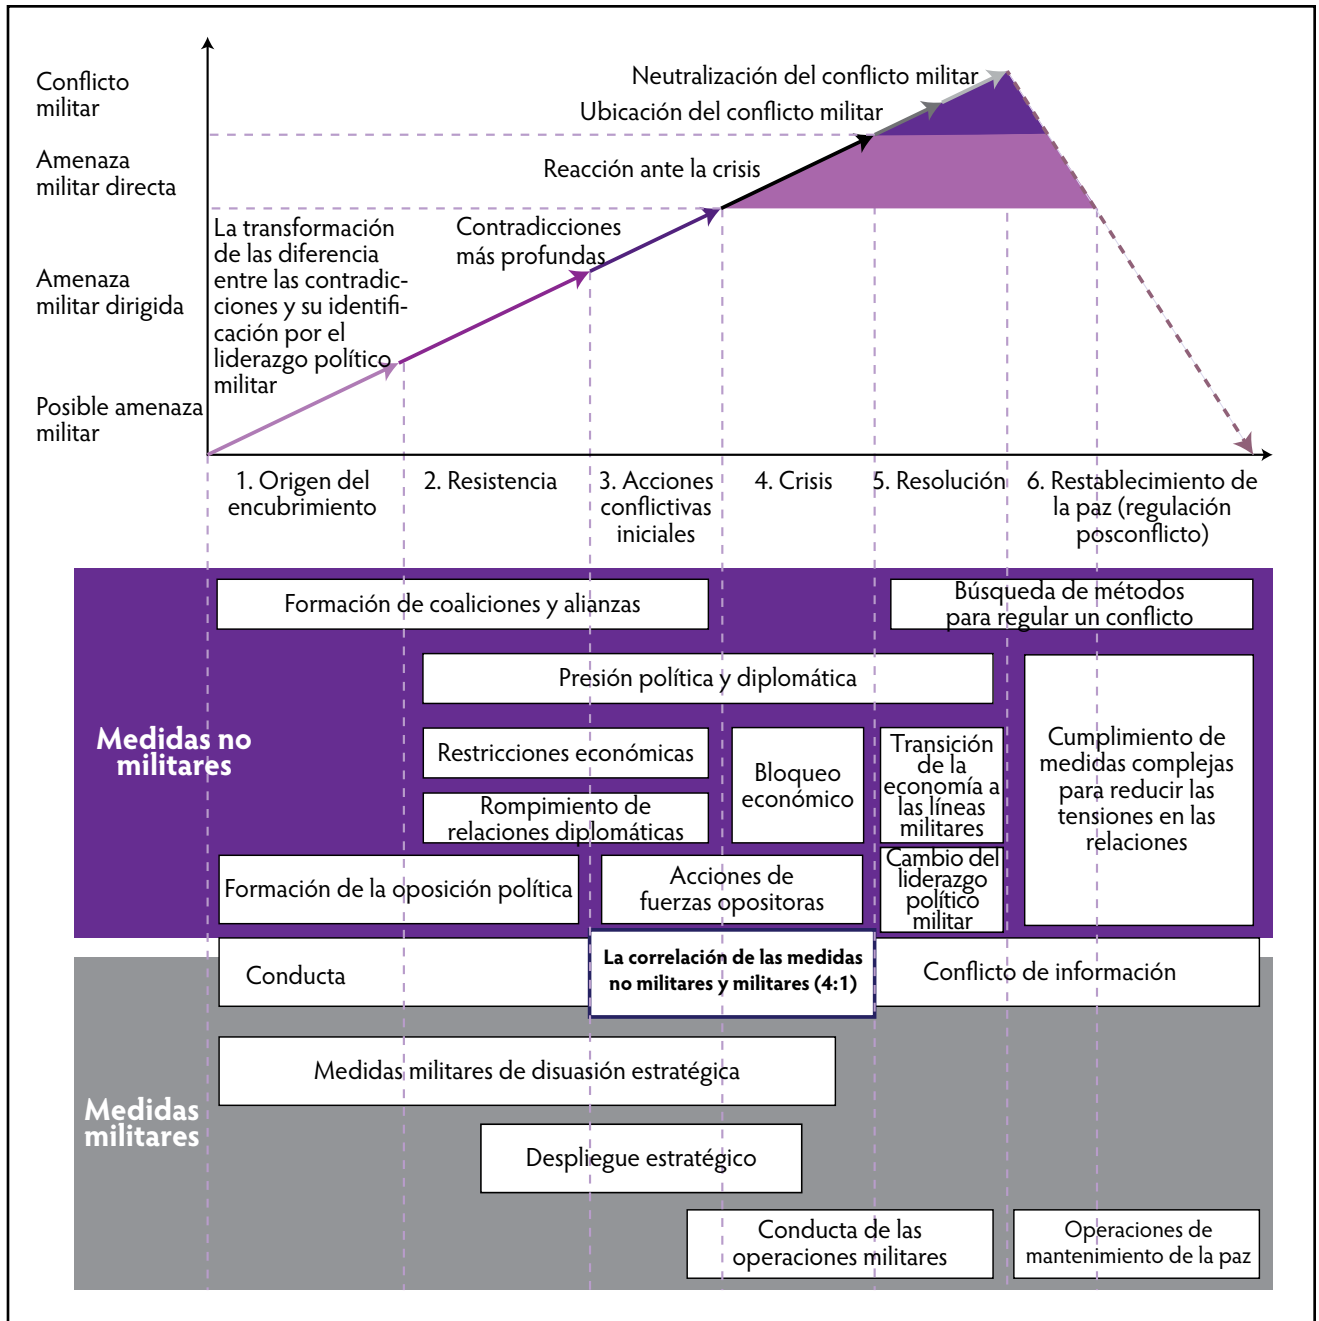 Conflicto
militar
Amenaza
militar directa
Amenaza
militar dirigida
Posible amenaza
militar
Neutralización del conflicto militar
Ubicación del conflicto militar
Reacción ante la crisis
Contradicciones
más profundas
La transformación
de las diferencia
entre las contradic-
ciones y su identifi-
cación por el
liderazgo político
militar
1. Origen del
encubrimiento
2. Resistencia
3. Acciones
conflictivas
iniciales
4. Crisis
5. Resolución
6. Restablecimiento de
la paz (regulación
posconflicto)
Medidas no
militares
Formación de coaliciones y alianzas
Búsqueda de métodos
para regular un conflicto
Presión política y diplomática
Restricciones económicas
Rompimiento de
relaciones diplomáticas
Bloqueo
económico
Transición
de la
economía a
las líneas
militares
Cumplimiento de
medidas complejas
para reducir las
tensiones en las
relaciones
Formación de la oposición política
Acciones de
fuerzas opositoras
Cambio del
liderazgo
político
militar
Conducta
La correlación de las medidas
no militares y militares (4:1)
Conflicto de información
Medidas
militares
Medidas militares de disuasión estratégica
Despliegue estratégico
Conducta de las
operaciones militares
Operaciones de
mantenimiento de la paz